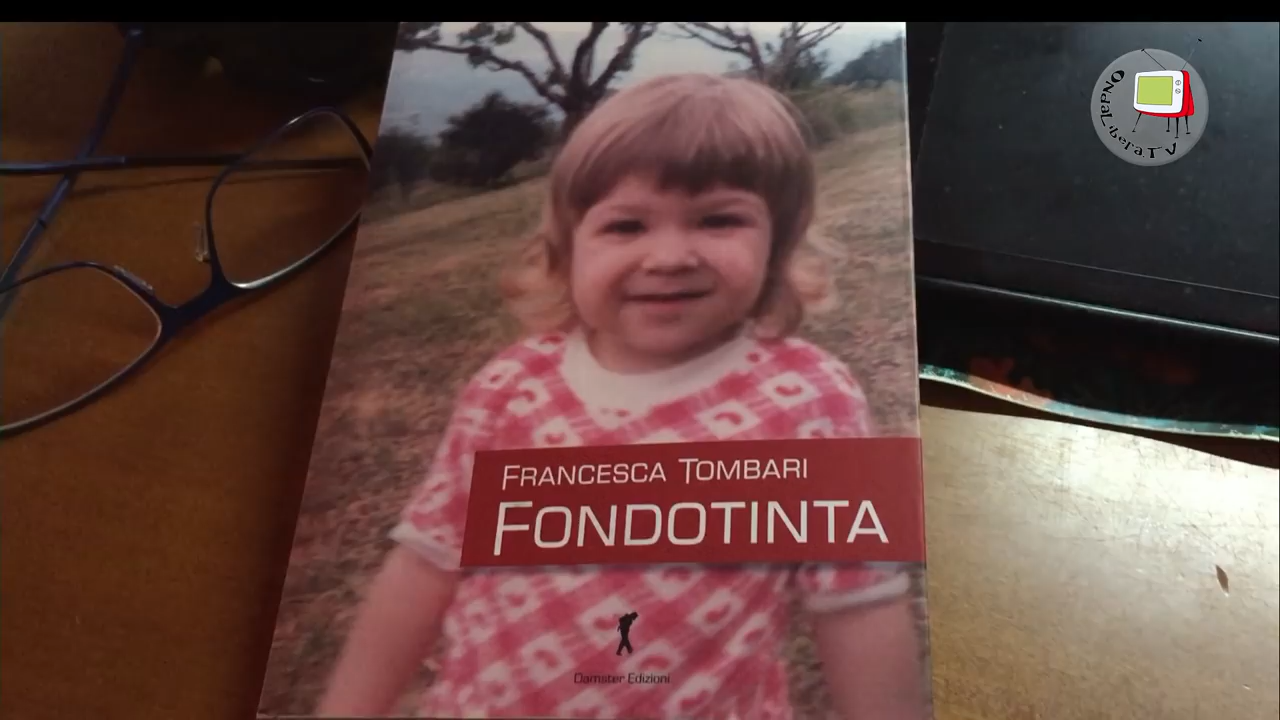 OndaLiberaTV
FRANCESCA TOMBARI
FONDOTINTA
Damster Edizioni